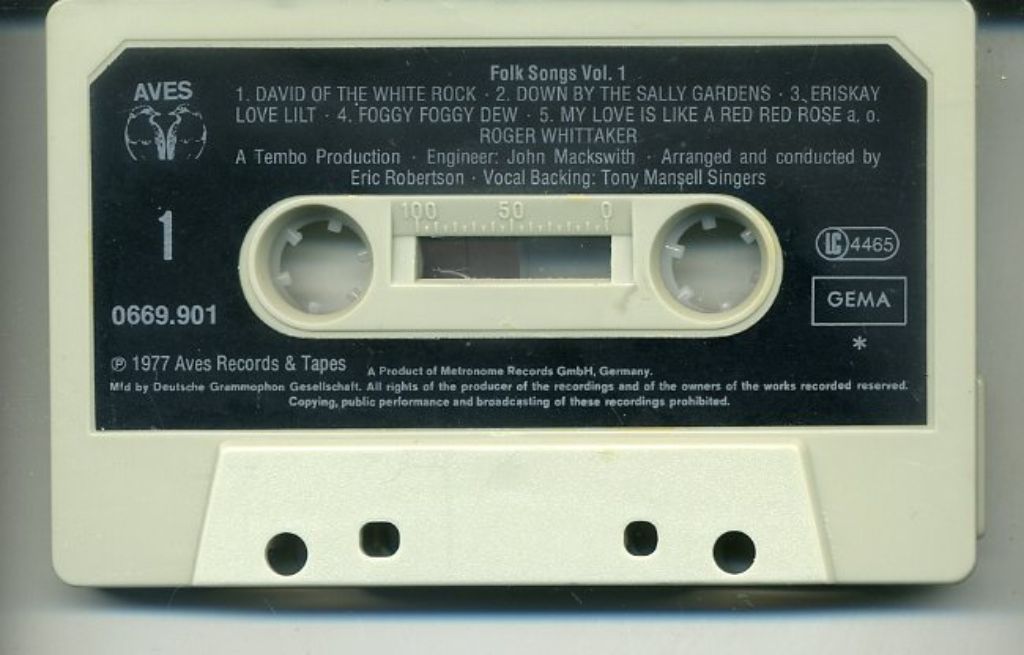 AVES
Folk Songs Vol. 1
1. DAVID OF THE WHITE ROCK · 2. DOWN BY THE SALLY GARDENS · 3. ERISKAY
LOVE LILT · 4. FOGGY FOGGY DEW · 5. MY LOVE IS LIKE A RED RED ROSE a. o.
ROGER WHITTAKER
A Tembo Production · Engineer: John Mackswith · Arranged and conducted by
Eric Robertson · Vocal Backing: Tony Mansell Singers
1
100 50 0
LC 4465
GEMA
*
0669.901
℗ 1977 Aves Records & Tapes
A Product of Metronome Records GmbH, Germany.
Mfd by Deutsche Grammophon Gesellschaft. All rights of the producer of the recordings and of the owners of the works recorded reserved.
Copying, public performance and broadcasting of these recordings prohibited.